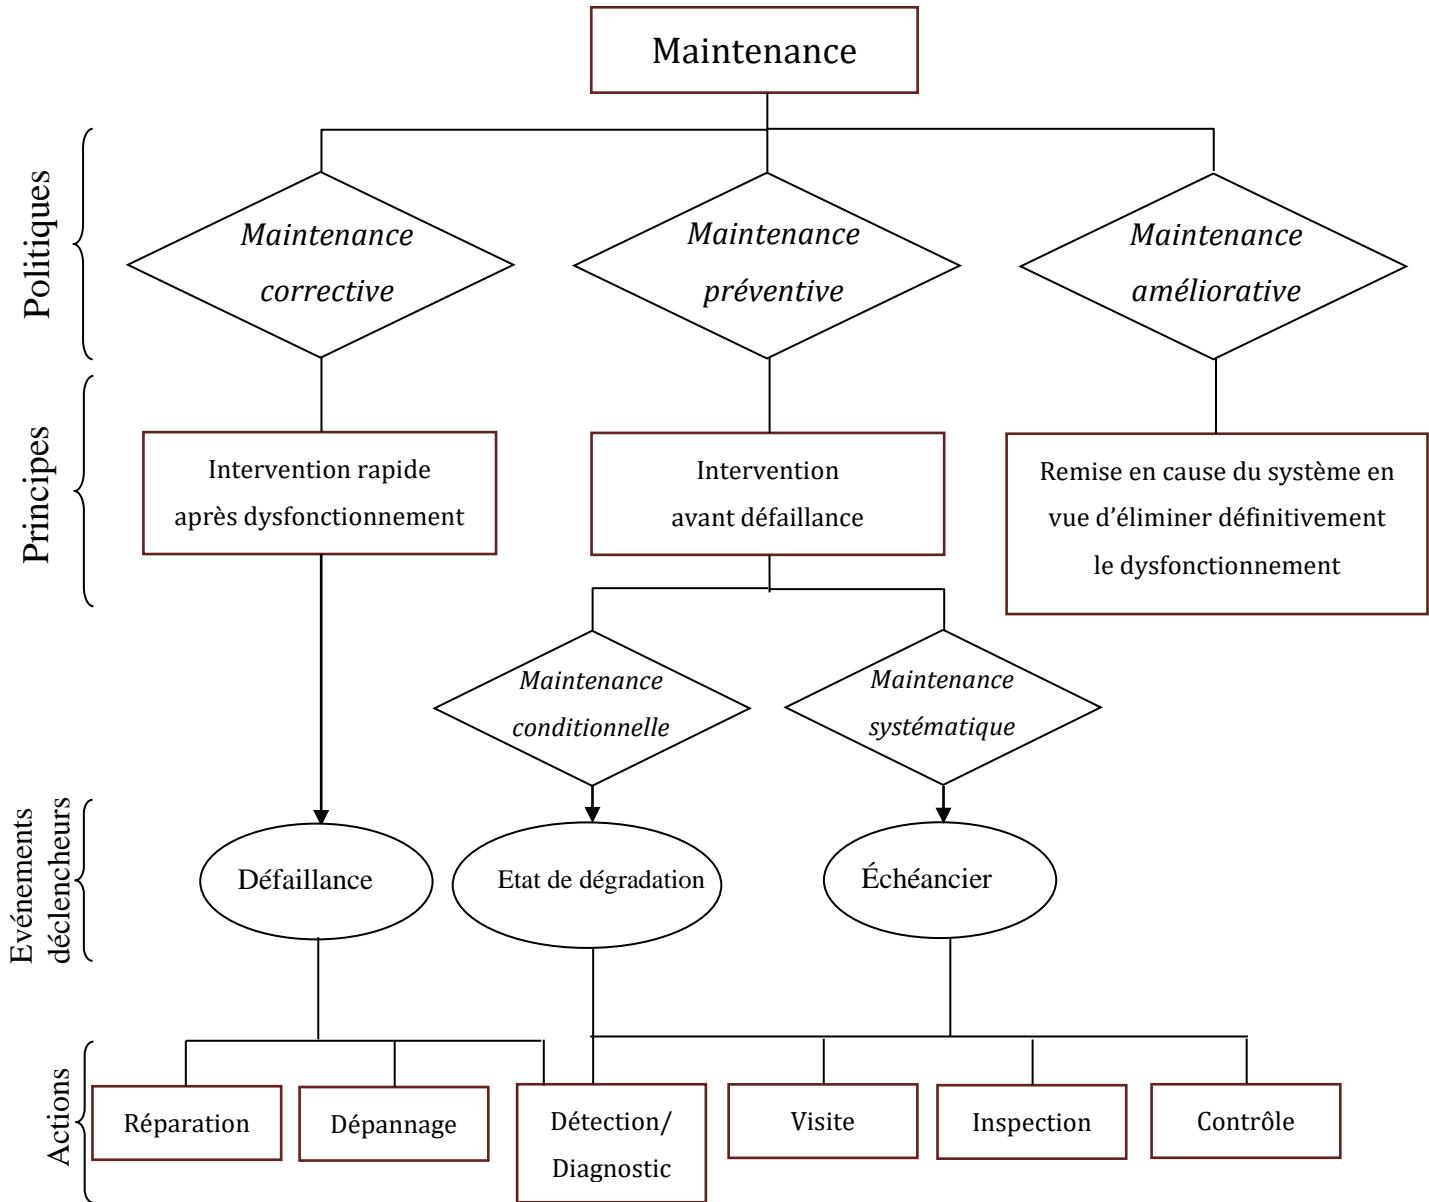 Maintenance
Politiques
Maintenance
corrective
Maintenance
préventive
Maintenance
améliorative
Principes
Intervention rapide
après dysfonctionnement
Intervention
avant défaillance
Remise en cause du système en
vue d’éliminer définitivement
le dysfonctionnement
Maintenance
conditionnelle
Maintenance
systématique
Evénements
déclencheurs
Défaillance
Etat de dégradation
Échéancier
Actions
Réparation
Dépannage
Détection/
Diagnostic
Visite
Inspection
Contrôle